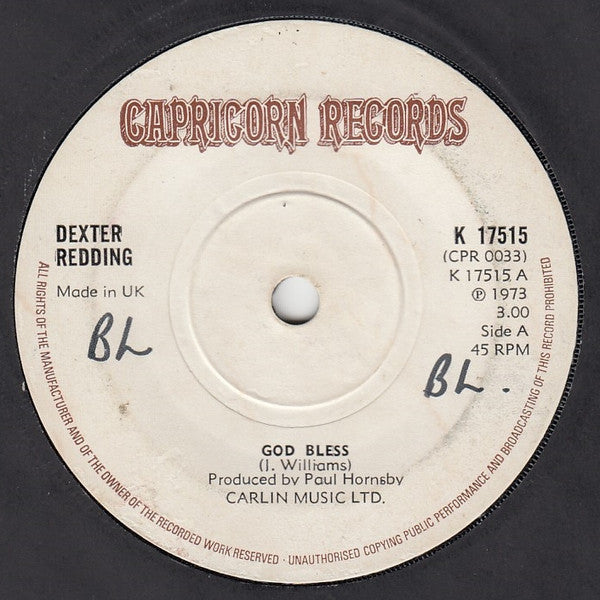 CAPRICORN RECORDS
DEXTER
REDDING
Made in UK
BL
K 17515
(CPR 0033)
K 17515 A
℗ 1973
3.00
Side A
45 RPM
BL.
GOD BLESS
(J. Williams)
Produced by Paul Hornsby
CARLIN MUSIC LTD.
ALL RIGHTS OF THE MANUFACTURER AND OF THE OWNER OF THE RECORDED WORK RESERVED · UNAUTHORISED COPYING PUBLIC PERFORMANCE AND BROADCASTING OF THIS RECORD PROHIBITED